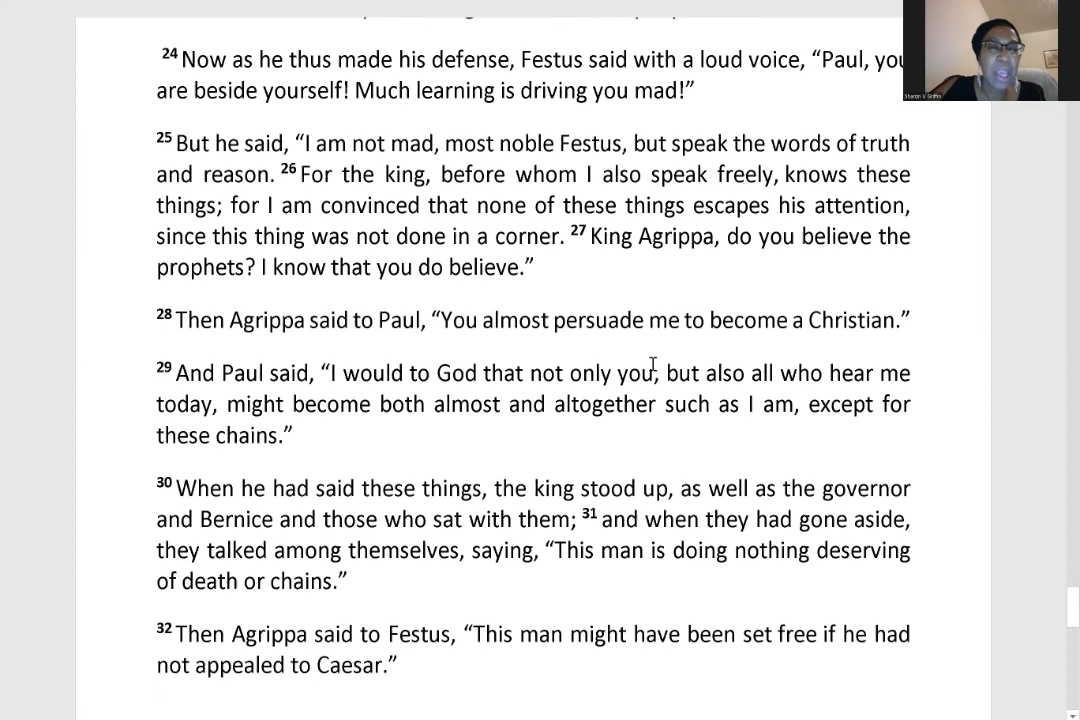 24 Now as he thus made his defense, Festus said with a loud voice, “Paul, you
are beside yourself! Much learning is driving you mad!”
25 But he said, “I am not mad, most noble Festus, but speak the words of truth
and reason. 26 For the king, before whom I also speak freely, knows these
things; for I am convinced that none of these things escapes his attention,
since this thing was not done in a corner. 27 King Agrippa, do you believe the
prophets? I know that you do believe.”
28 Then Agrippa said to Paul, “You almost persuade me to become a Christian.”
29 And Paul said, “I would to God that not only you, but also all who hear me
today, might become both almost and altogether such as I am, except for
these chains.”
30 When he had said these things, the king stood up, as well as the governor
and Bernice and those who sat with them; 31 and when they had gone aside,
they talked among themselves, saying, “This man is doing nothing deserving
of death or chains.”
32 Then Agrippa said to Festus, “This man might have been set free if he had
not appealed to Caesar.”
Sharon V Griffin